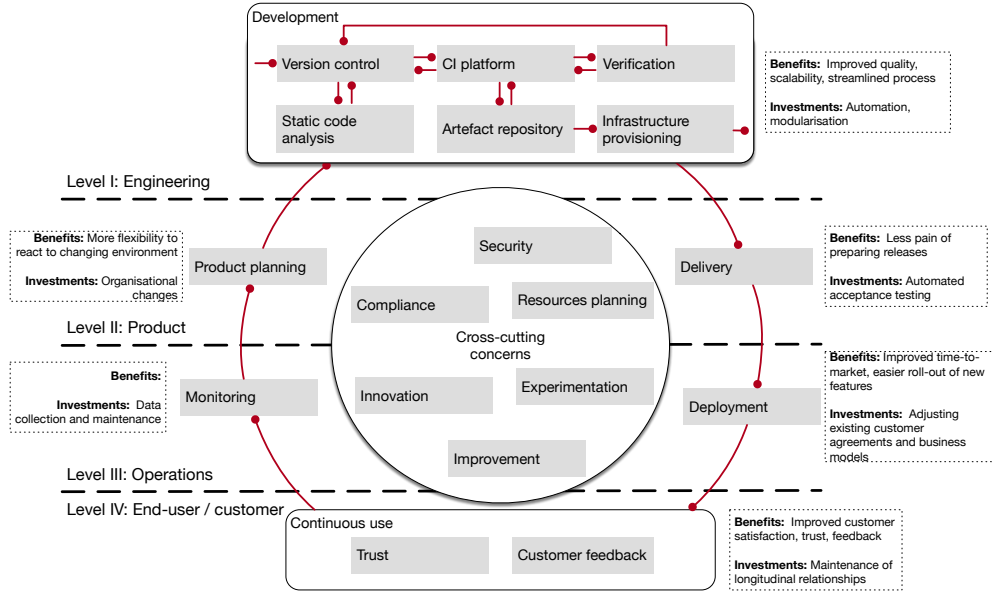 Development
Version control
CI platform
Verification
Static code
analysis
Artefact repository
Infrastructure
provisioning
Benefits: Improved quality,
scalability, streamlined process
Investments: Automation,
modularisation
Level I: Engineering
Benefits: More flexibility to
react to changing environment
Investments: Organisational
changes
Product planning
Security
Compliance
Resources planning
Cross-cutting
concerns
Innovation
Experimentation
Improvement
Delivery
Benefits: Less pain of
preparing releases
Investments: Automated
acceptance testing
Level II: Product
Benefits:
Investments: Data
collection and maintenance
Monitoring
Deployment
Benefits: Improved time-to-
market, easier roll-out of new
features
Investments: Adjusting
existing customer
agreements and business
models
Level III: Operations
Level IV: End-user / customer
Continuous use
Trust
Customer feedback
Benefits: Improved customer
satisfaction, trust, feedback
Investments: Maintenance of
longitudinal relationships